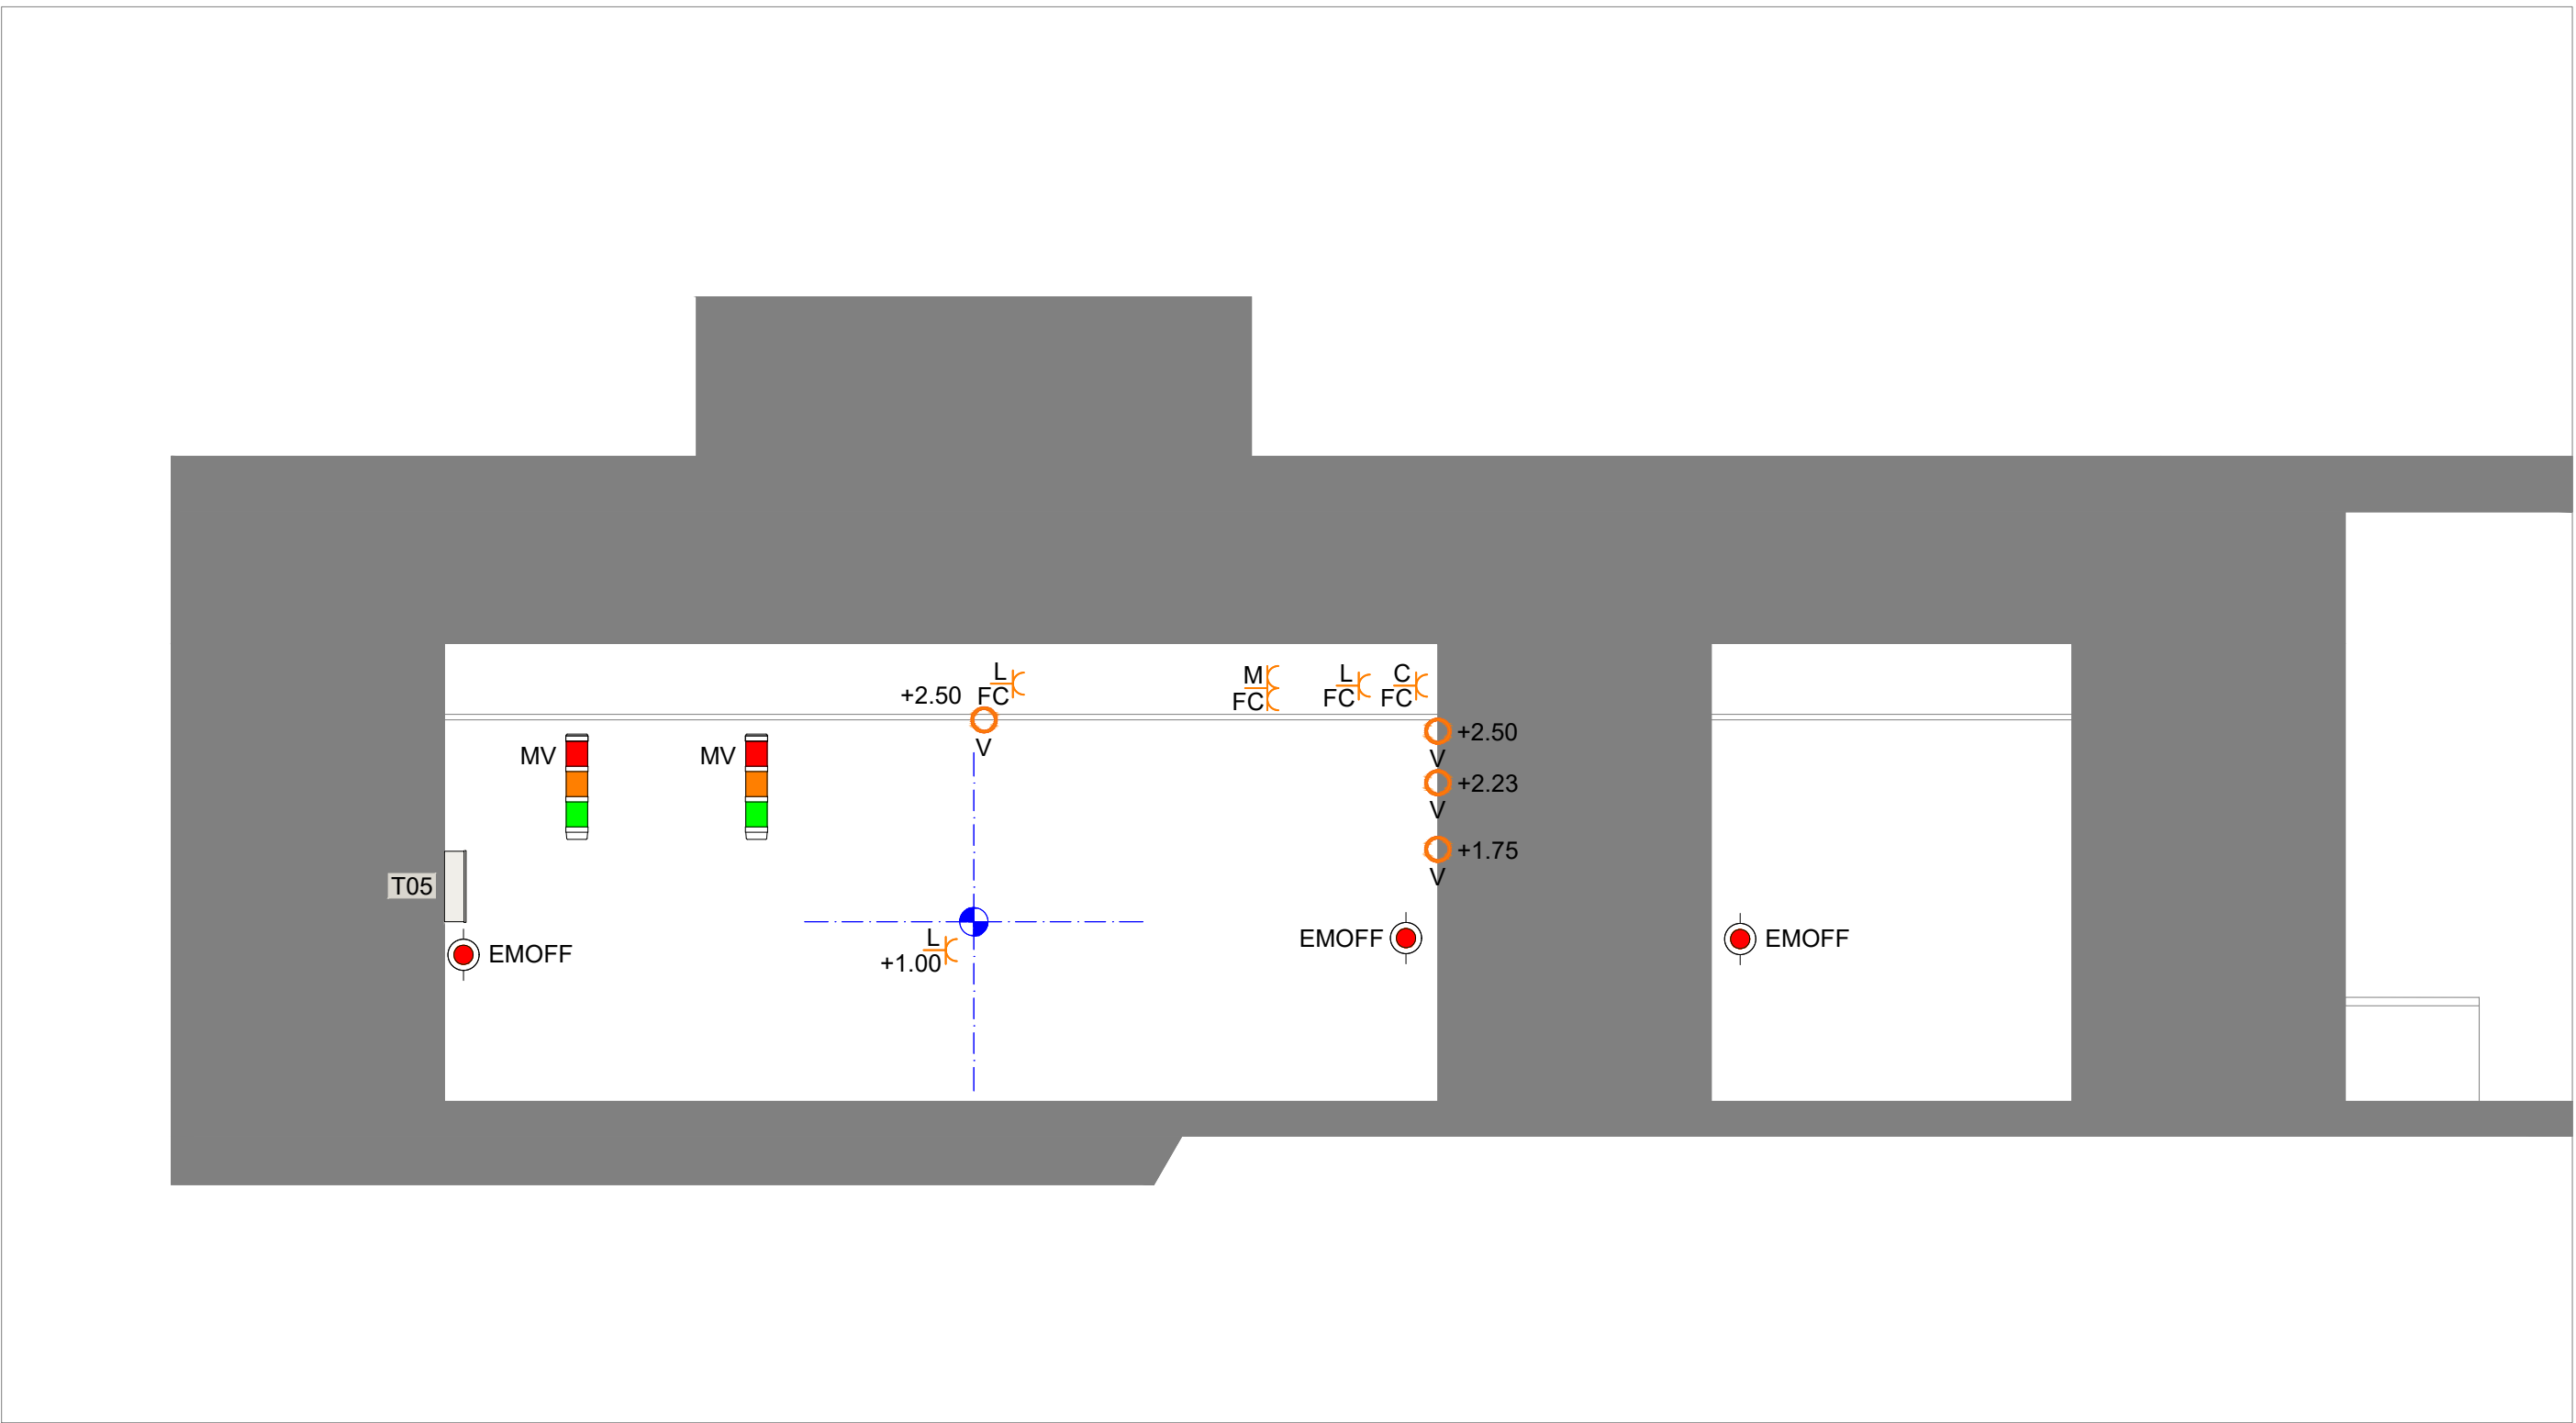 L
+2.50 FC
V
M
FC
L
FC
C
FC
+2.50
V
+2.23
V
+1.75
V
MV
MV
T05
EMOFF
L
+1.00
EMOFF
EMOFF